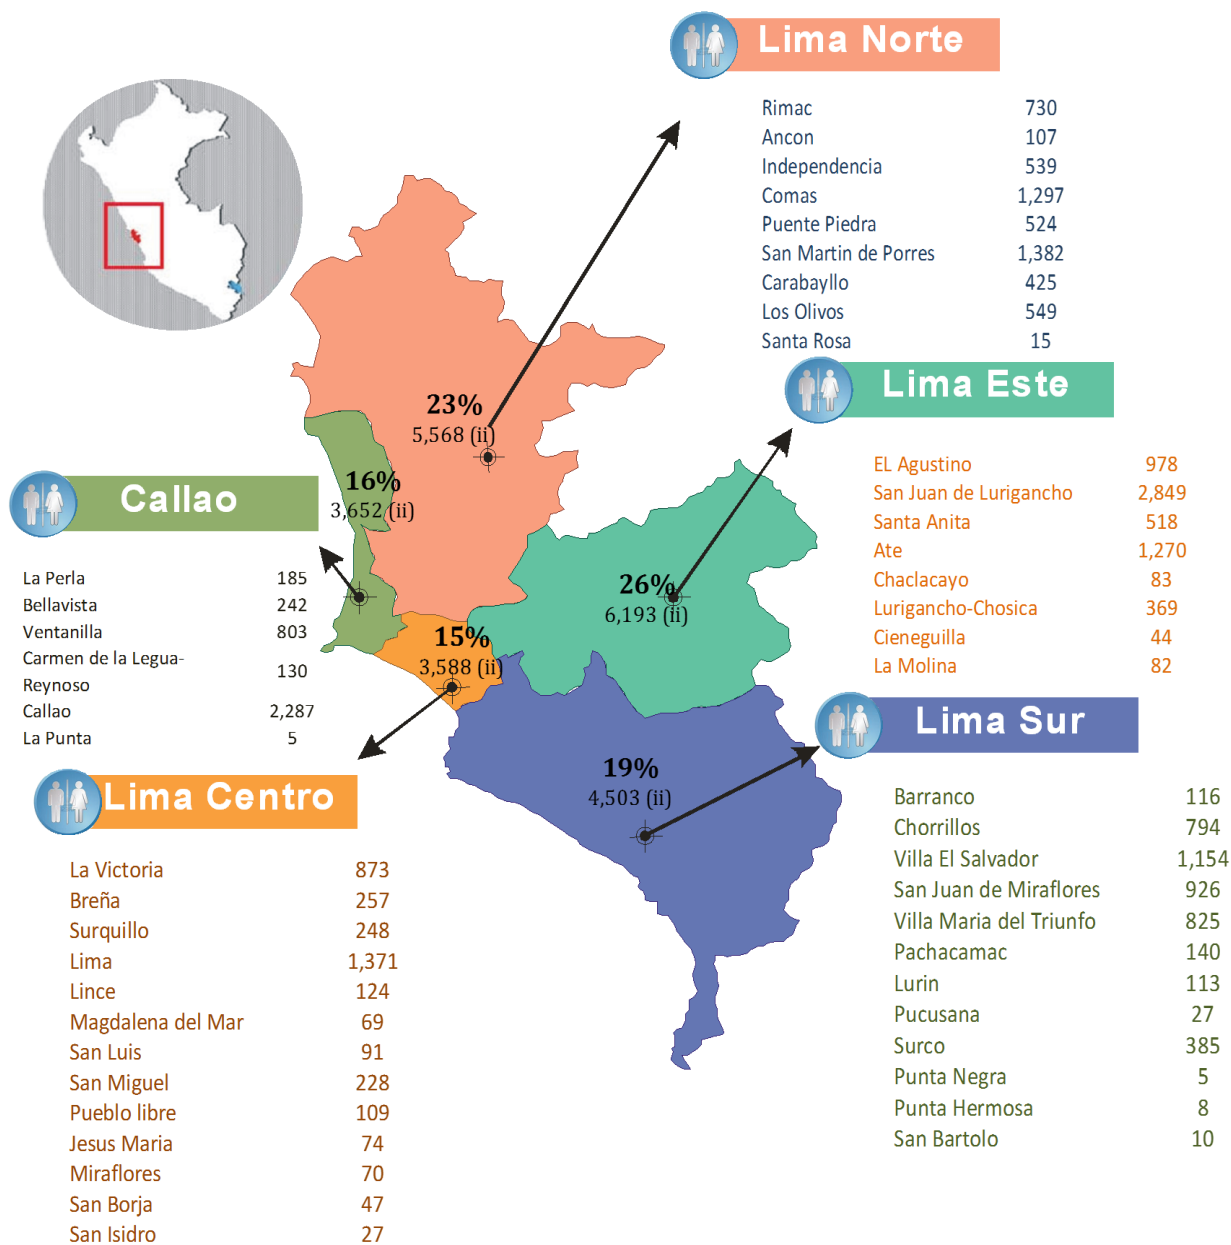 Lima Norte
Rimac 730
Ancon 107
Independencia 539
Comas 1,297
Puente Piedra 524
San Martin de Porres 1,382
Carabayllo 425
Los Olivos 549
Santa Rosa 15
Lima Este
EL Agustino 978
San Juan de Lurigancho 2,849
Santa Anita 518
Ate 1,270
Chaclacayo 83
Lurigancho-Chosica 369
Cieneguilla 44
La Molina 82
23%
5,568 (ii)
16%
3,652 (ii)
26%
6,193 (ii)
15%
3,588 (ii)
19%
4,503 (ii)
Callao
La Perla 185
Bellavista 242
Ventanilla 803
Carmen de la Legua-
Reynoso 130
Callao 2,287
La Punta 5
Lima Sur
Barranco 116
Chorrillos 794
Villa El Salvador 1,154
San Juan de Miraflores 926
Villa Maria del Triunfo 825
Pachacamac 140
Lurin 113
Pucusana 27
Surco 385
Punta Negra 5
Punta Hermosa 8
San Bartolo 10
Lima Centro
La Victoria 873
Breña 257
Surquillo 248
Lima 1,371
Lince 124
Magdalena del Mar 69
San Luis 91
San Miguel 228
Pueblo libre 109
Jesus Maria 74
Miraflores 70
San Borja 47
San Isidro 27